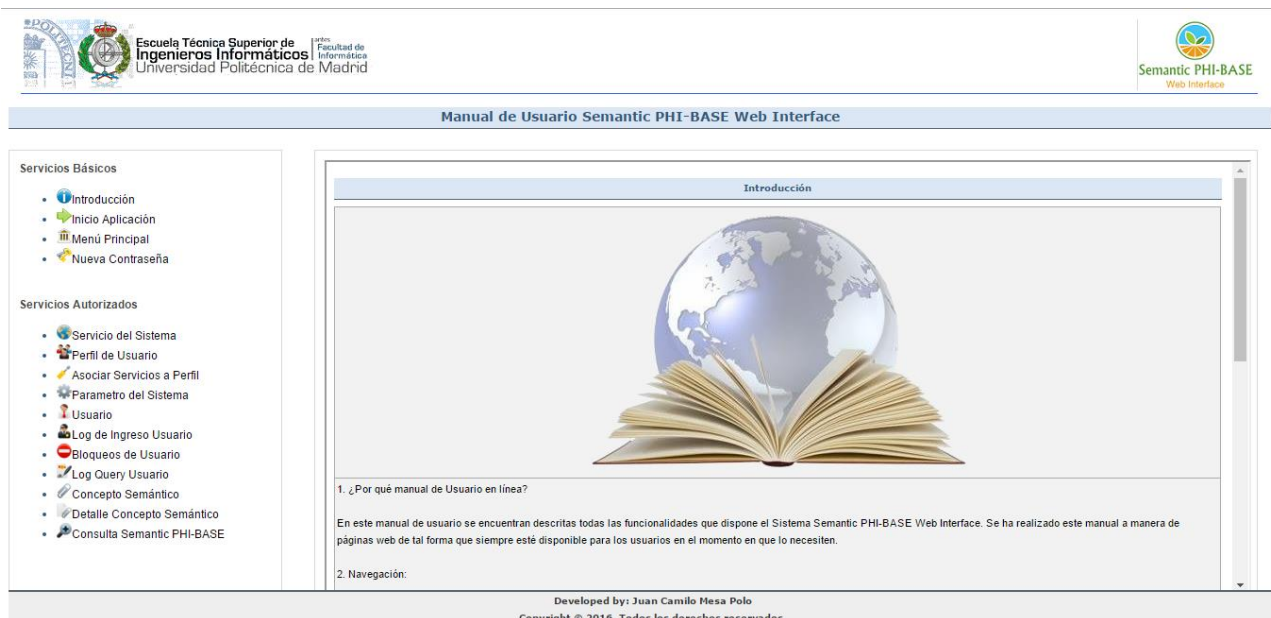 POLITÉCNICA
Escuela Técnica Superior de
Ingenieros Informáticos
Universidad Politécnica de Madrid
antes
Facultad de
Informática
Semantic PHI-BASE
Web Interface
Manual de Usuario Semantic PHI-BASE Web Interface
Servicios Básicos
Introducción
Inicio Aplicación
Menú Principal
Nueva Contraseña
Servicios Autorizados
Servicio del Sistema
Perfil de Usuario
Asociar Servicios a Perfil
Parametro del Sistema
Usuario
Log de Ingreso Usuario
Bloqueos de Usuario
Log Query Usuario
Concepto Semántico
Detalle Concepto Semántico
Consulta Semantic PHI-BASE
Introducción
1. ¿Por qué manual de Usuario en línea?
En este manual de usuario se encuentran descritas todas las funcionalidades que dispone el Sistema Semantic PHI-BASE Web Interface. Se ha realizado este manual a manera de
páginas web de tal forma que siempre esté disponible para los usuarios en el momento en que lo necesiten.
2. Navegación:
Developed by: Juan Camilo Mesa Polo
Copyright © 2016. Todos los derechos reservados